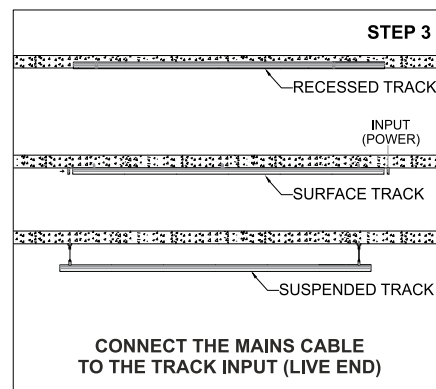 STEP 3
RECESSED TRACK
INPUT
(POWER)
SURFACE TRACK
SUSPENDED TRACK
CONNECT THE MAINS CABLE
TO THE TRACK INPUT (LIVE END)